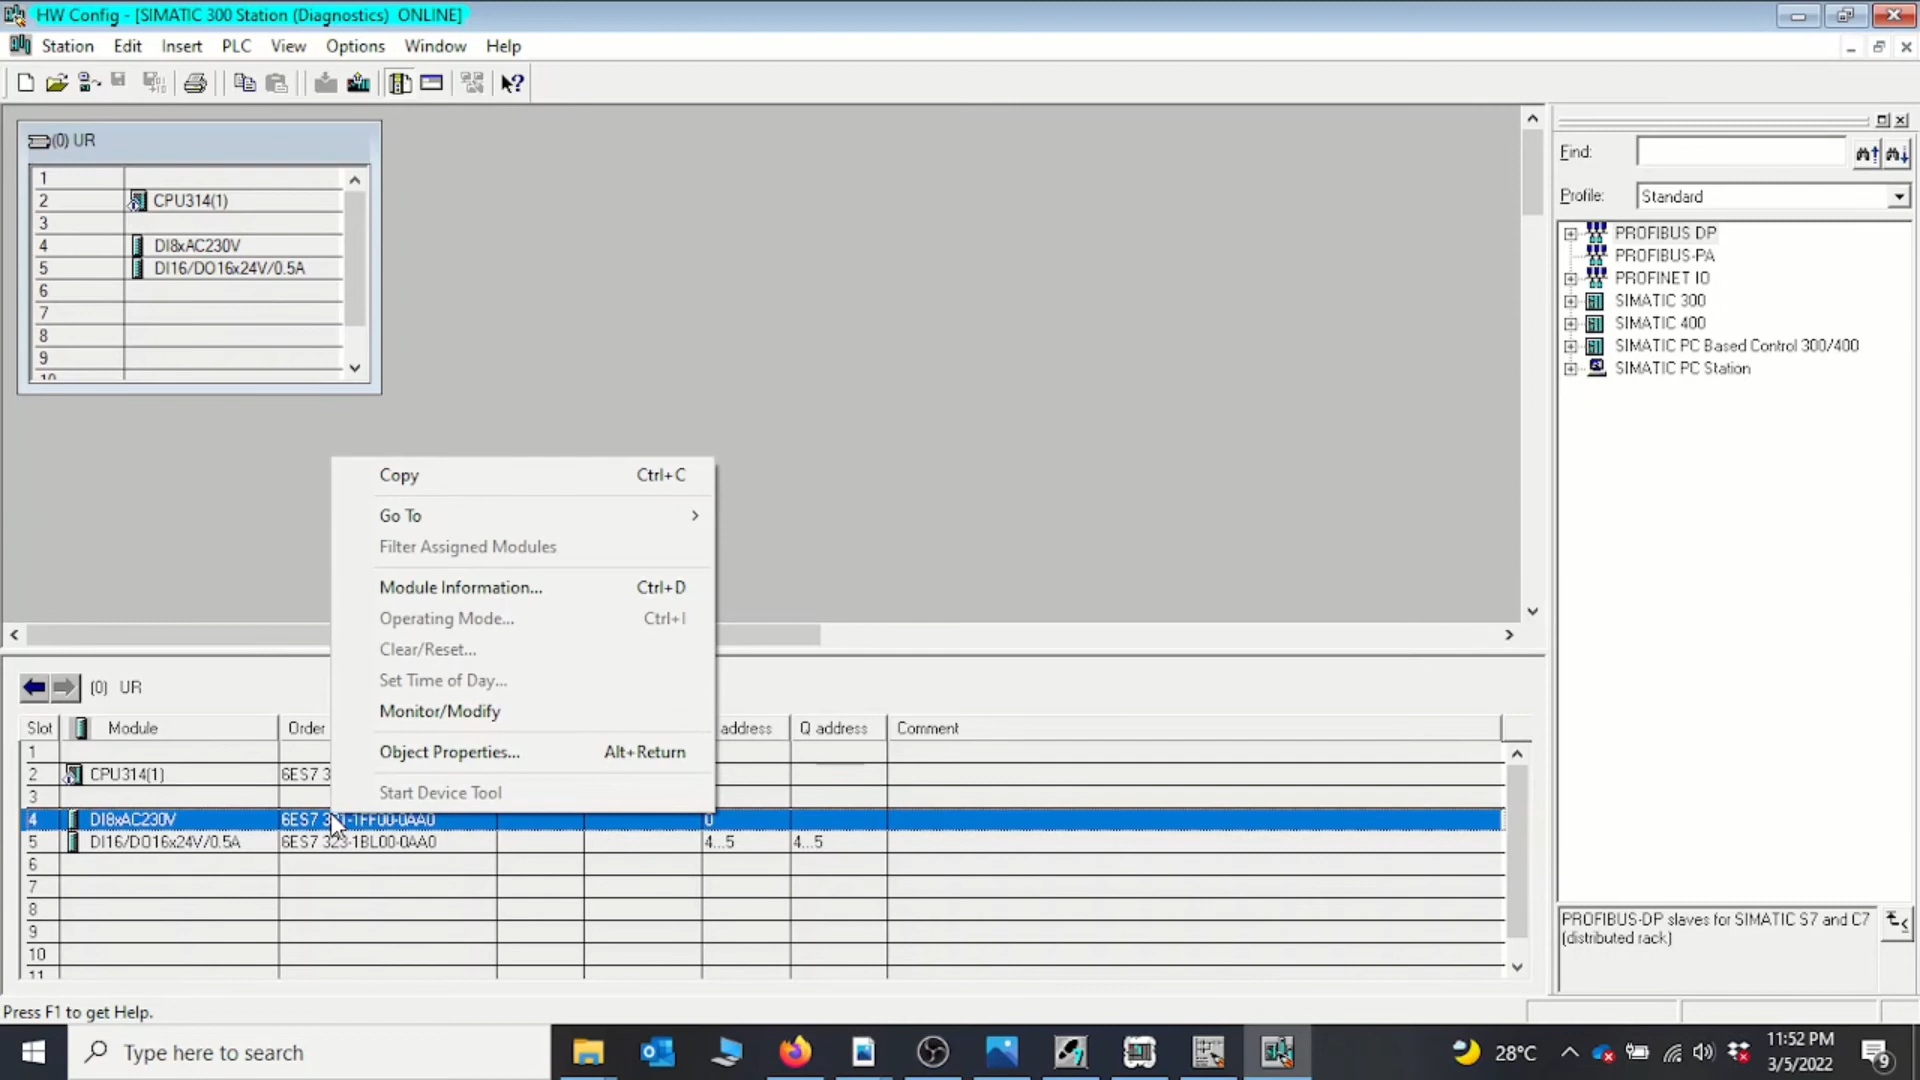 HW Config - [SIMATIC 300 Station (Diagnostics)  ONLINE]
Station Edit Insert PLC View Options Window Help
(0) UR
1
2 CPU314(1)
3
4 DI8xAC230V
5 DI16/DO16x24V/0.5A
6
7
8
9
10
Find:
Profile: Standard
PROFIBUS DP
PROFIBUS-PA
PROFINET IO
SIMATIC 300
SIMATIC 400
SIMATIC PC Based Control 300/400
SIMATIC PC Station
Copy Ctrl+C
Go To
Filter Assigned Modules
Module Information... Ctrl+D
Operating Mode... Ctrl+I
Clear/Reset...
Set Time of Day...
Monitor/Modify
Object Properties... Alt+Return
Start Device Tool
(0) UR
Slot Module Order address Q address Comment
1
2 CPU314(1) 6ES7 3
3
4 DI8xAC230V 6ES7 321-1FF00-0AA0 0
5 DI16/DO16x24V/0.5A 6ES7 323-1BL00-0AA0 4...5 4...5
6
7
8
9
10
11
PROFIBUS-DP slaves for SIMATIC S7 and C7
(distributed rack)
Press F1 to get Help.
Type here to search
28°C
11:52 PM
3/5/2022
9